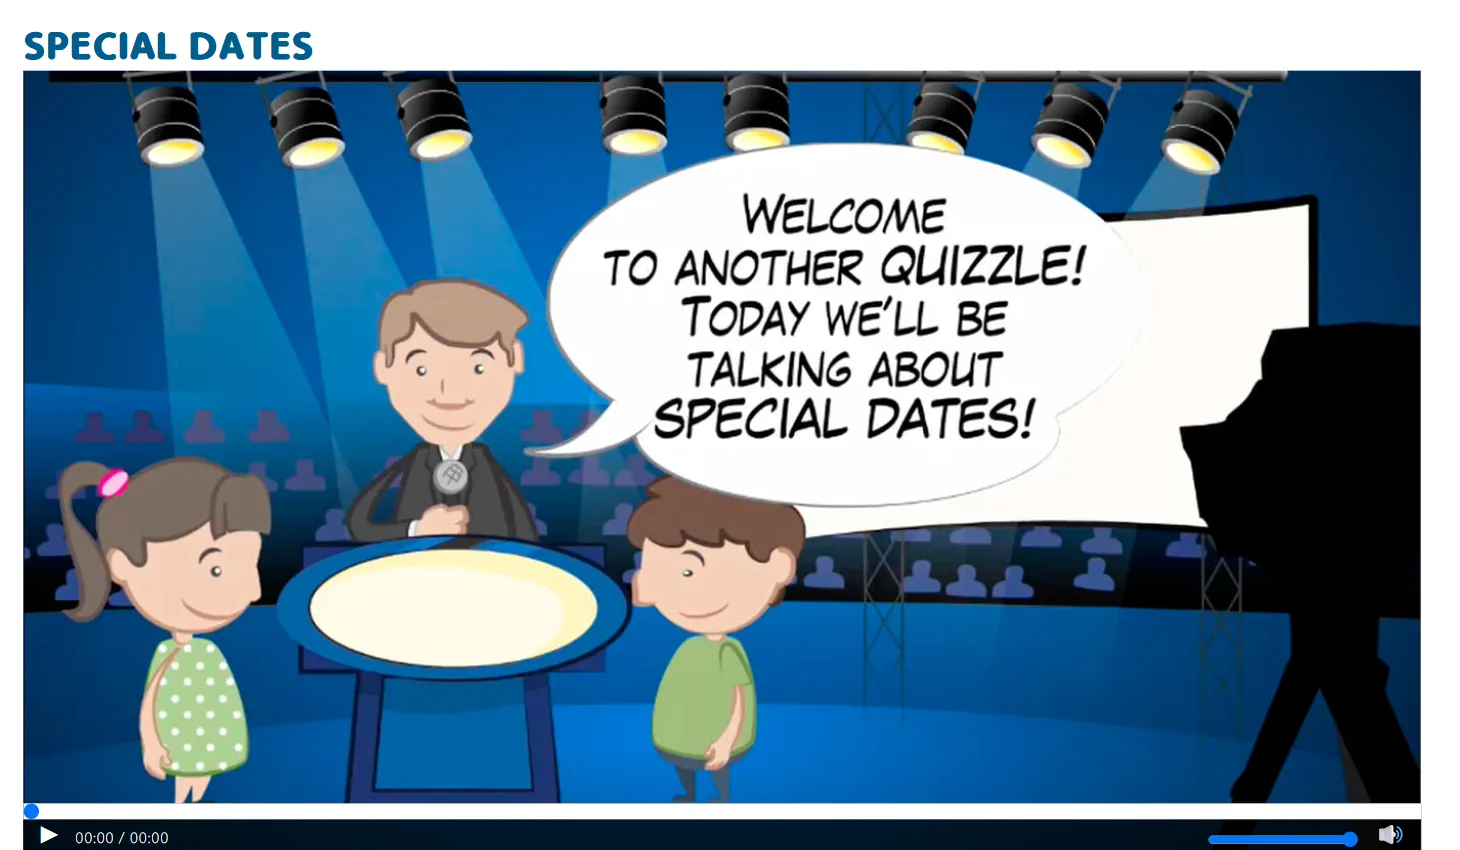 SPECIAL DATES
WELCOME
TO ANOTHER QUIZZLE!
TODAY WE'LL BE
TALKING ABOUT
SPECIAL DATES!
00:00 / 00:00